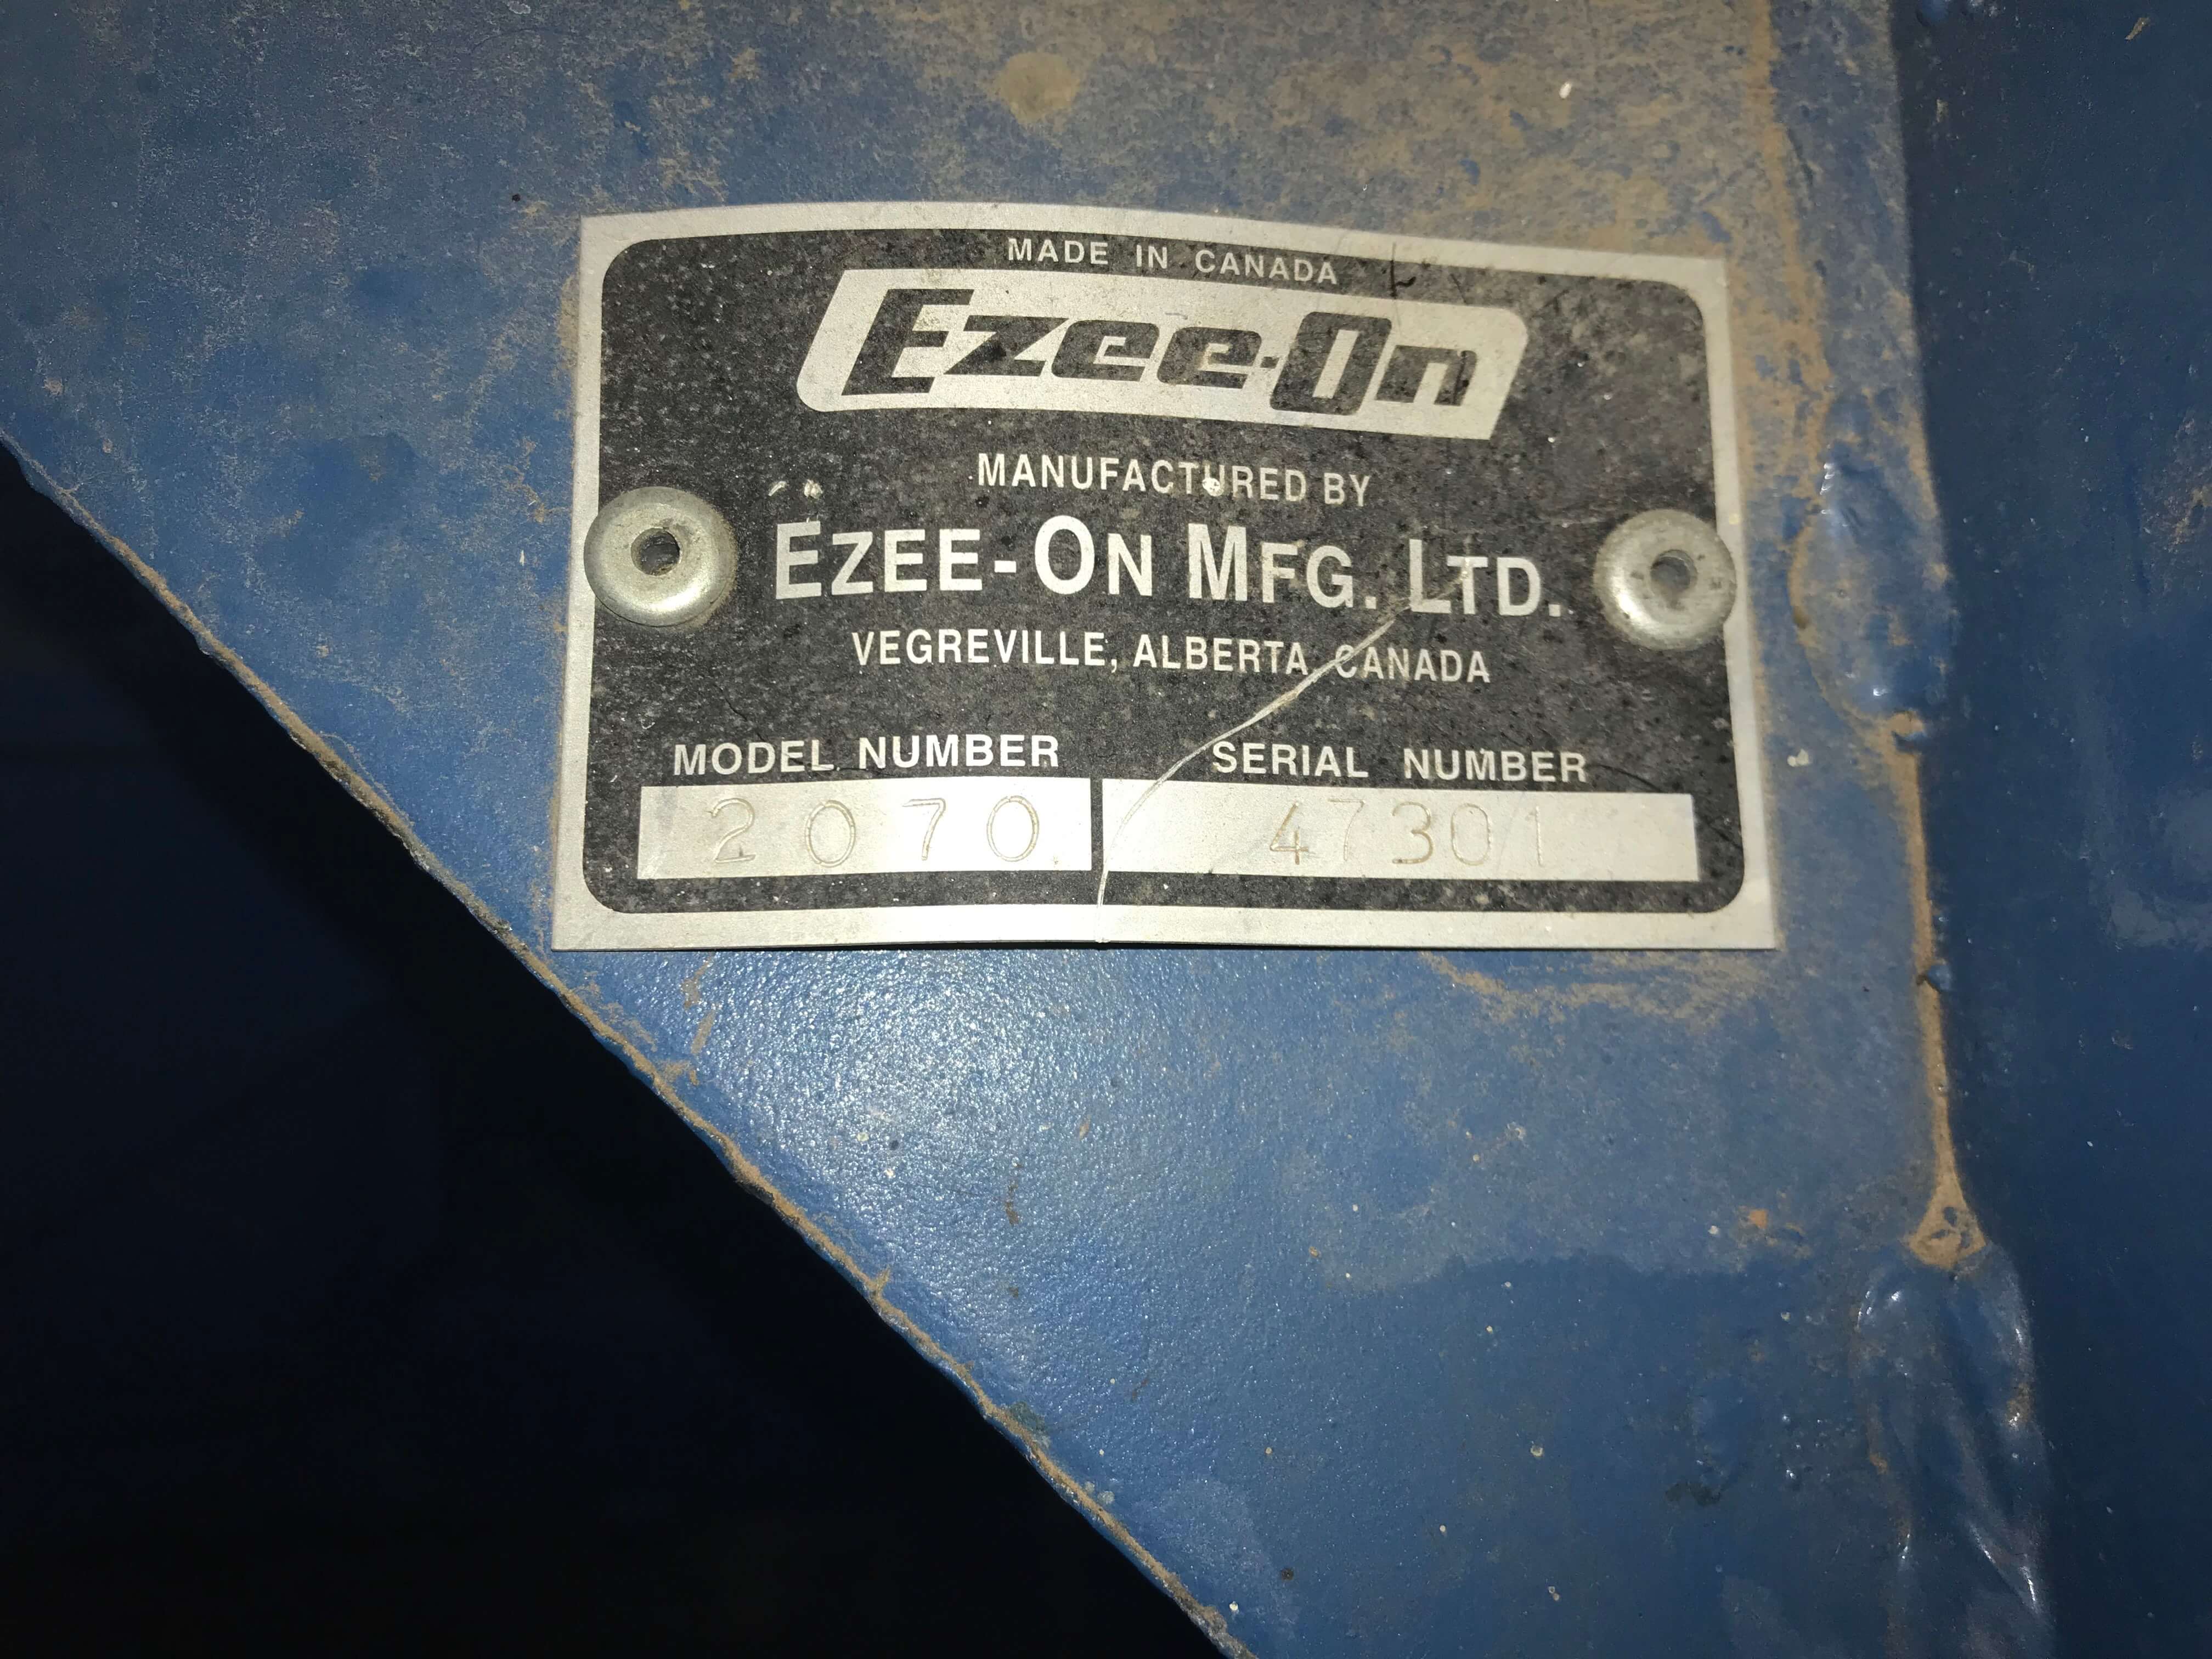 MADE IN CANADA
Ezee-On
MANUFACTURED BY
EZEE-ON MFG. LTD.
VEGREVILLE, ALBERTA, CANADA
MODEL NUMBER SERIAL NUMBER
2070 47301